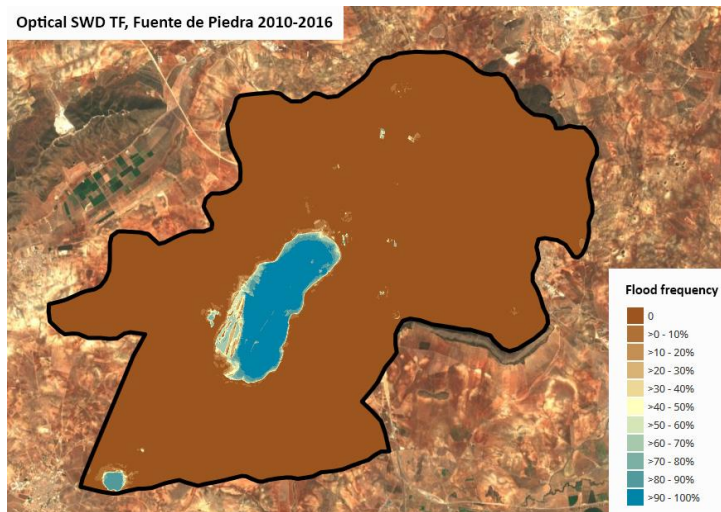 Optical SWD TF, Fuente de Piedra 2010-2016
Flood frequency
0
>0 - 10%
>10 - 20%
>20 - 30%
>30 - 40%
>40 - 50%
>50 - 60%
>60 - 70%
>70 - 80%
>80 - 90%
>90 - 100%